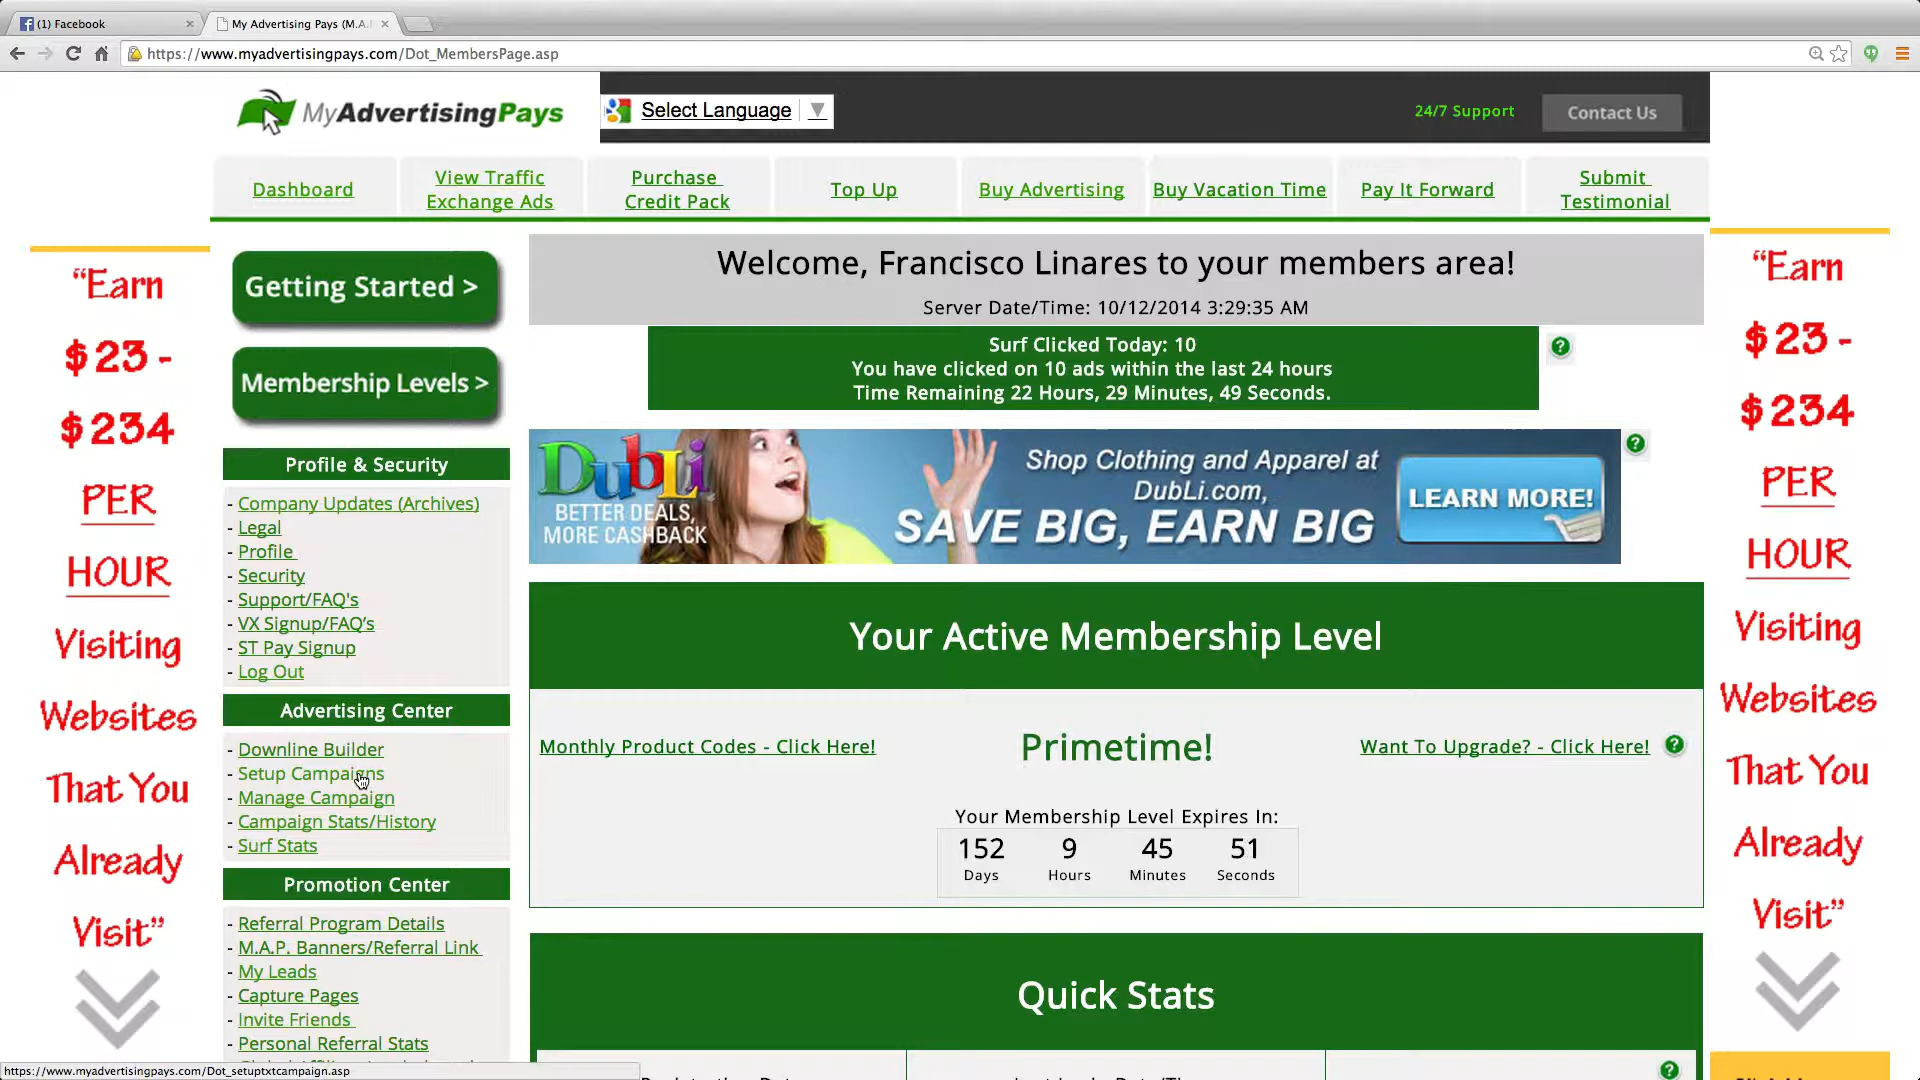 (1) Facebook
My Advertising Pays (M.A.
https://www.myadvertisingpays.com/Dot_MembersPage.asp
MyAdvertisingPays
Select Language
24/7 Support
Contact Us
Dashboard
View Traffic
Exchange Ads
Purchase
Credit Pack
Top Up
Buy Advertising
Buy Vacation Time
Pay It Forward
Submit
Testimonial
“Earn
$23 -
$234
PER
HOUR
Visiting
Websites
That You
Already
Visit”
Getting Started >
Membership Levels >
Profile & Security
- Company Updates (Archives)
- Legal
- Profile
- Security
- Support/FAQ's
- VX Signup/FAQ’s
- ST Pay Signup
- Log Out
Advertising Center
- Downline Builder
- Setup Campaigns
- Manage Campaign
- Campaign Stats/History
- Surf Stats
Promotion Center
- Referral Program Details
- M.A.P. Banners/Referral Link
- My Leads
- Capture Pages
- Invite Friends
- Personal Referral Stats
Welcome, Francisco Linares to your members area!
Server Date/Time: 10/12/2014 3:29:35 AM
Surf Clicked Today: 10
You have clicked on 10 ads within the last 24 hours
Time Remaining 22 Hours, 29 Minutes, 49 Seconds.
DubLi
BETTER DEALS,
MORE CASHBACK
Shop Clothing and Apparel at
DubLi.com,
SAVE BIG, EARN BIG
LEARN MORE!
Your Active Membership Level
Monthly Product Codes - Click Here!
Primetime!
Want To Upgrade? - Click Here!
Your Membership Level Expires In:
152 9 45 51
Days Hours Minutes Seconds
Quick Stats
“Earn
$23 -
$234
PER
HOUR
Visiting
Websites
That You
Already
Visit”
https://www.myadvertisingpays.com/Dot_setuptxtcampaign.asp